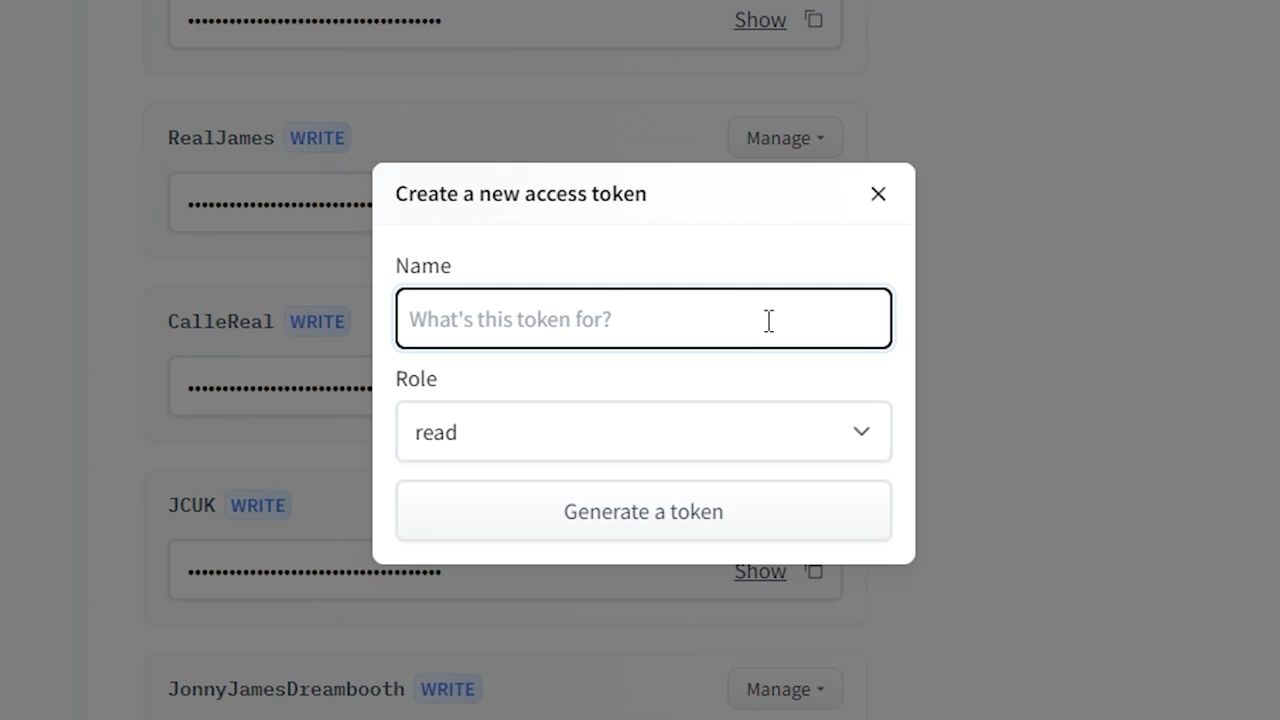 •••••••••••••••••••••••••••••••••••••
Show
RealJames WRITE
Manage
Create a new access token
Name
What's this token for?
CalleReal WRITE
Role
read
JCUK WRITE
Generate a token
Show
JonnyJamesDreambooth WRITE
Manage